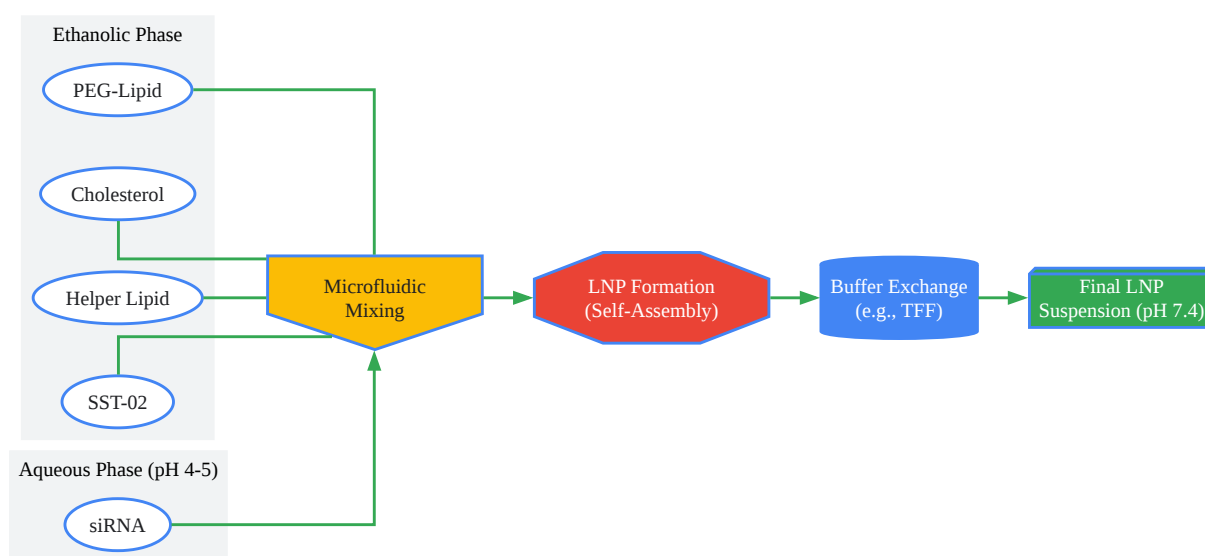 Ethanolic Phase
PEG-Lipid
Cholesterol
Helper Lipid
SST-02
Aqueous Phase (pH 4-5)
siRNA
Microfluidic
Mixing
LNP Formation
(Self-Assembly)
Buffer Exchange
(e.g., TFF)
Final LNP
Suspension (pH 7.4)